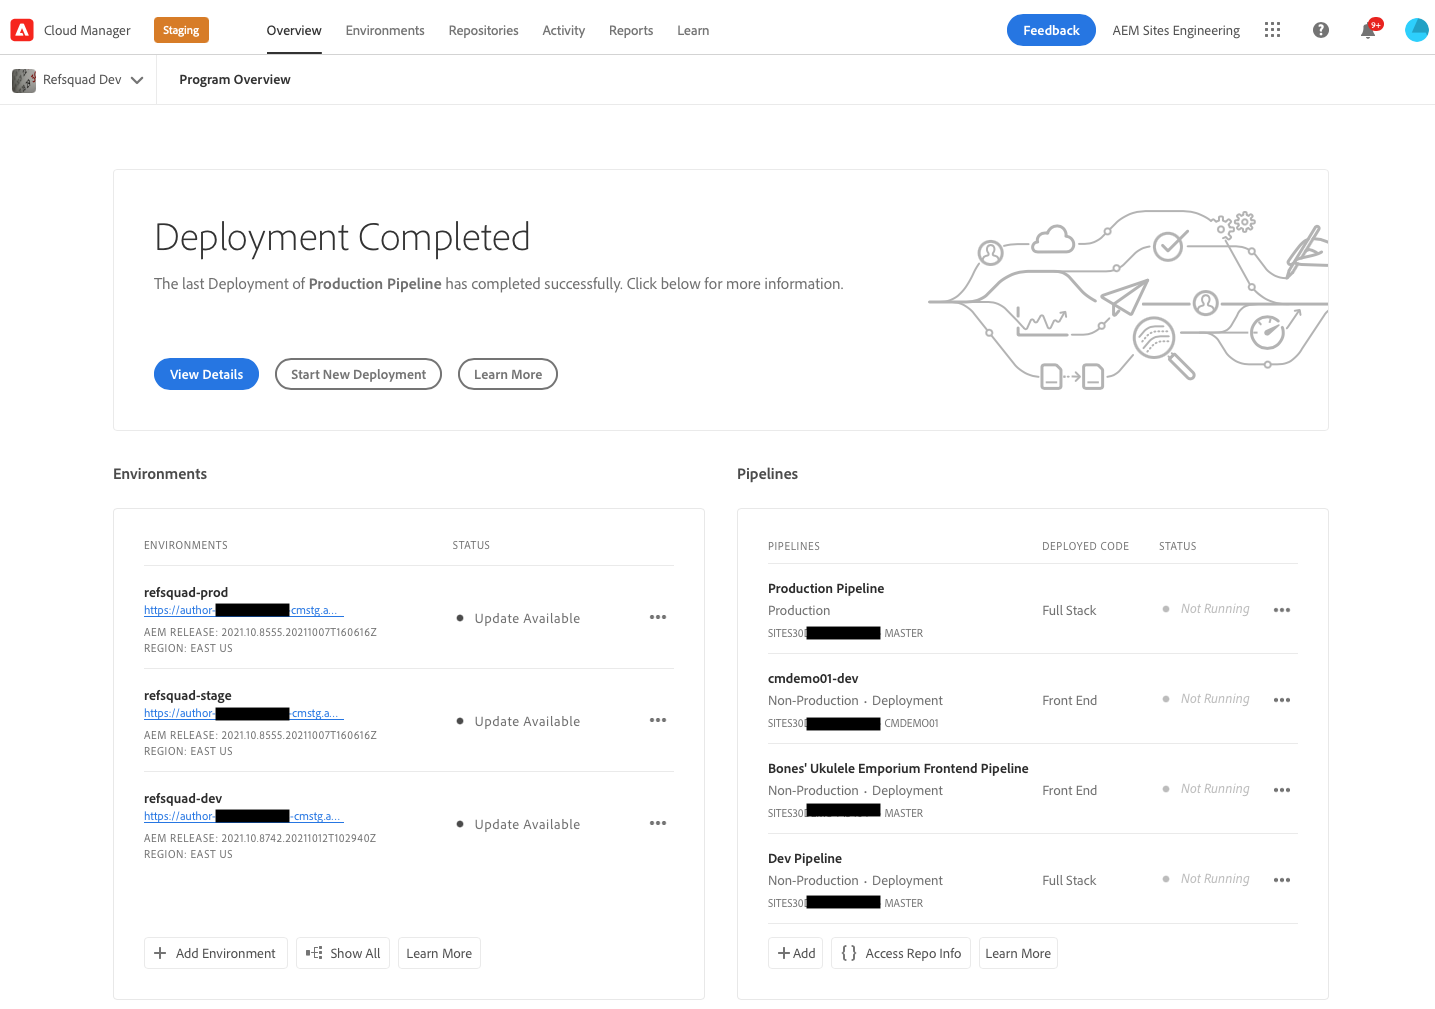 Cloud Manager
Staging
Overview
Environments
Repositories
Activity
Reports
Learn
Feedback
AEM Sites Engineering
9+
Refsquad Dev
Program Overview
Deployment Completed
The last Deployment of Production Pipeline has completed successfully. Click below for more information.
View Details
Start New Deployment
Learn More
Environments
ENVIRONMENTS
STATUS
refsquad-prod
https://author- -cmstg.a...
Update Available
AEM RELEASE: 2021.10.8555.20211007T160616Z
REGION: EAST US
refsquad-stage
https://author- -cmstg.a...
Update Available
AEM RELEASE: 2021.10.8555.20211007T160616Z
REGION: EAST US
refsquad-dev
https://author- -cmstg.a...
Update Available
AEM RELEASE: 2021.10.8742.20211012T102940Z
REGION: EAST US
Add Environment
Show All
Learn More
Pipelines
PIPELINES
DEPLOYED CODE
STATUS
Production Pipeline
Production
Full Stack
Not Running
SITES30 MASTER
cmdemo01-dev
Non-Production · Deployment
Front End
Not Running
SITES30 CMDEMO01
Bones' Ukulele Emporium Frontend Pipeline
Non-Production · Deployment
Front End
Not Running
SITES30 MASTER
Dev Pipeline
Non-Production · Deployment
Full Stack
Not Running
SITES30 MASTER
Add
Access Repo Info
Learn More